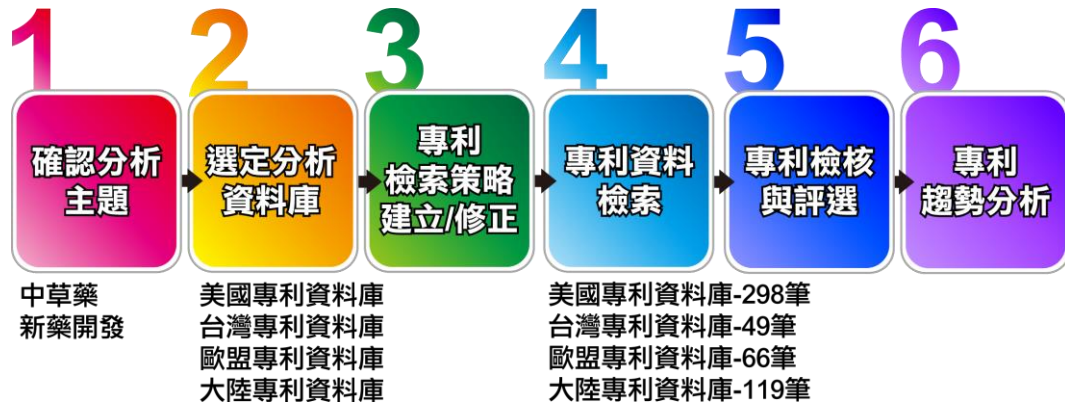 1
確認分析
主題
中草藥
新藥開發
2
選定分析
資料庫
美國專利資料庫
台灣專利資料庫
歐盟專利資料庫
大陸專利資料庫
3
專利
檢索策略
建立/修正
4
專利資料
檢索
美國專利資料庫-298筆
台灣專利資料庫-49筆
歐盟專利資料庫-66筆
大陸專利資料庫-119筆
5
專利檢核
與評選
6
專利
趨勢分析